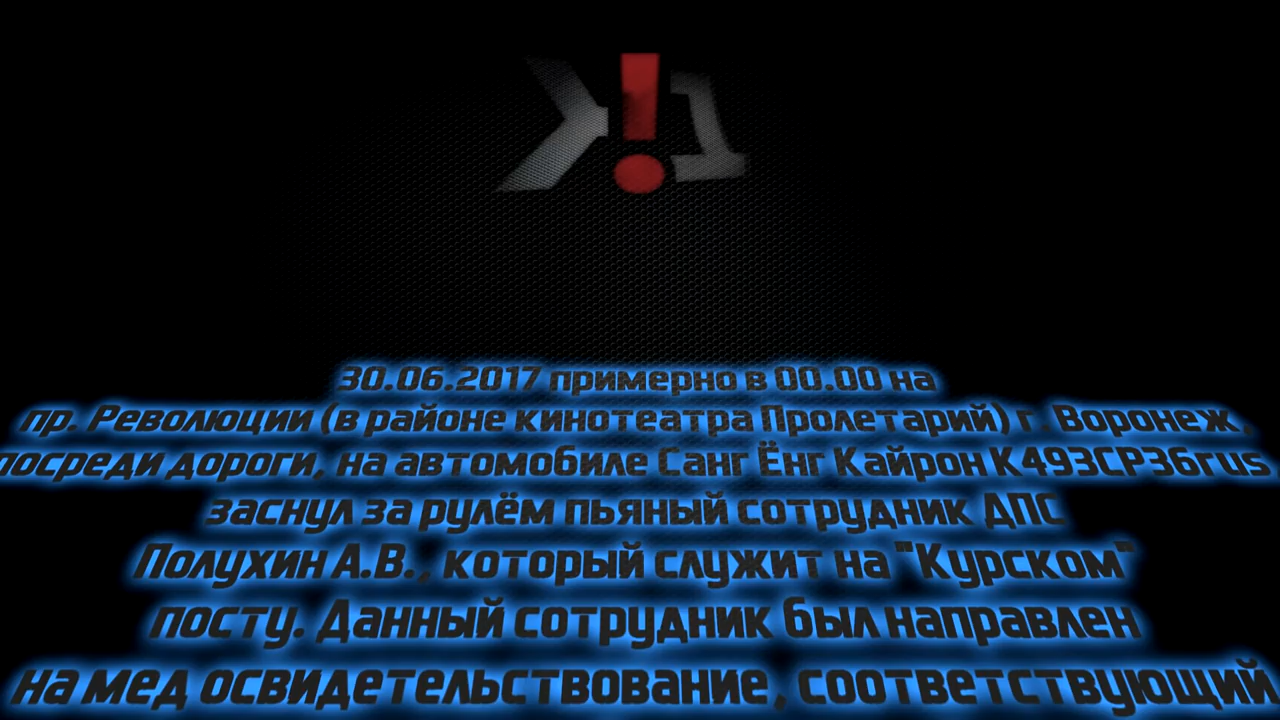 30.06.2017 примерно в 00.00 на
пр. Революции (в районе кинотеатра Пролетарий) г. Воронеж,
посреди дороги, на автомобиле Санг Ёнг Кайрон К493СР36rus
заснул за рулём пьяный сотрудник ДПС
Полухин А.В., который служит на "Курском"
посту. Данный сотрудник был направлен
на мед освидетельствование, соответствующий